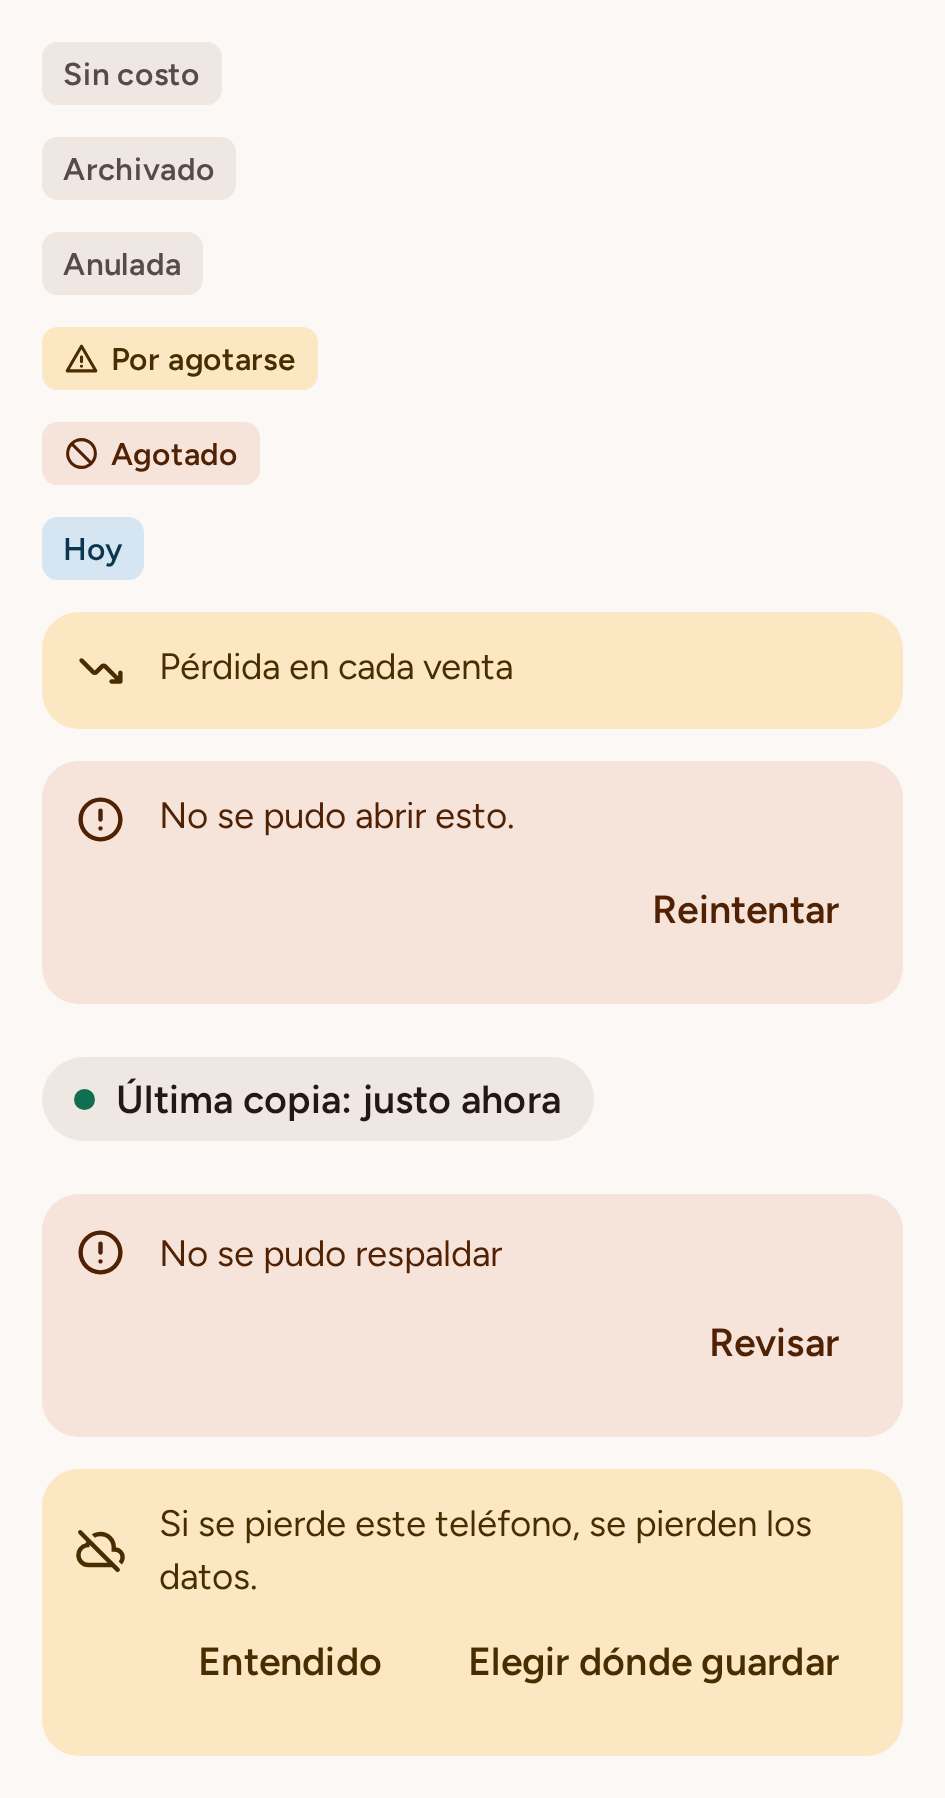 Sin costo
Archivado
Anulada
Por agotarse
Agotado
Hoy
Pérdida en cada venta
No se pudo abrir esto.
Reintentar
Última copia: justo ahora
No se pudo respaldar
Revisar
Si se pierde este teléfono, se pierden los
datos.
Entendido Elegir dónde guardar